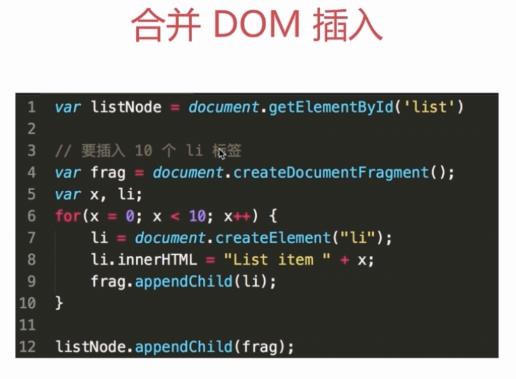 合并 DOM 插入
1 var listNode = document.getElementById('list')
2
3 // 要插入 10 个 li 标签
4 var frag = document.createDocumentFragment();
5 var x, li;
6 for(x = 0; x < 10; x++) {
7     li = document.createElement("li");
8     li.innerHTML = "List item " + x;
9     frag.appendChild(li);
10 }
11
12 listNode.appendChild(frag);